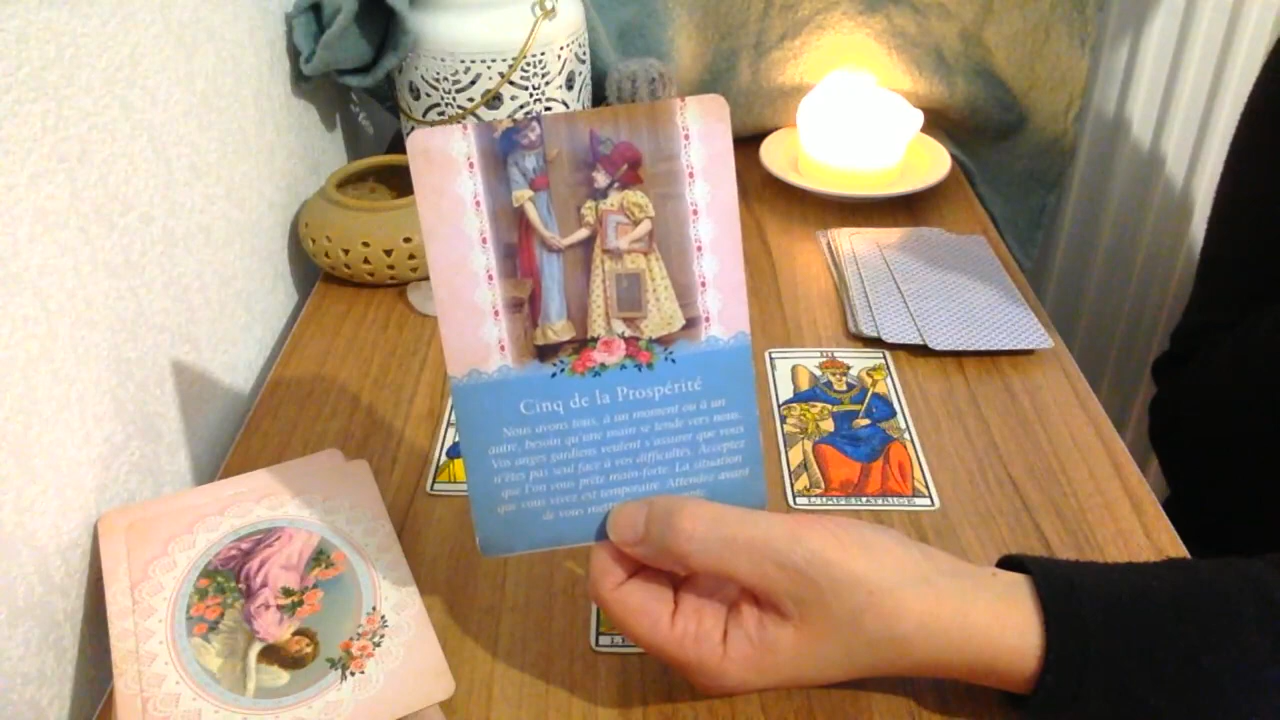 Cinq de la Prospérité
Nous avons tous, à un moment ou à un
autre, besoin qu'une main se tende vers nous.
Vos anges gardiens veulent s'assurer que vous
n'êtes pas seul face à vos difficultés. Acceptez
que l'on vous prête main-forte. La situation
que vous vivez est temporaire. Attendez avant
de vous
III
L'IMPERATRICE